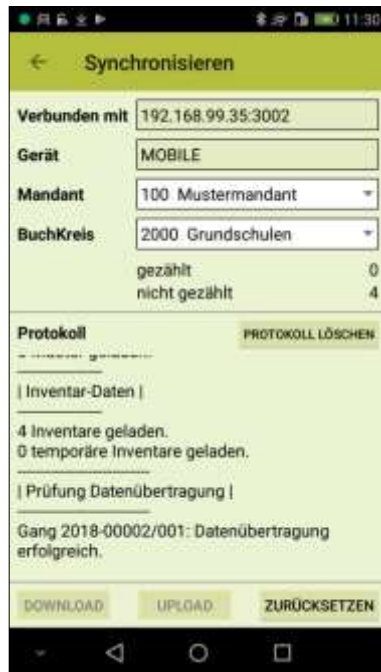 11:30
Synchronisieren
Verbunden mit 192.168.99.35:3002
Gerät MOBILE
Mandant 100 Mustermandant
BuchKreis 2000 Grundschulen
gezählt 0
nicht gezählt 4
Protokoll PROTOKOLL LÖSCHEN
| Inventar-Daten |
4 Inventare geladen.
0 temporäre Inventare geladen.
| Prüfung Datenübertragung |
Gang 2018-00002/001: Datenübertragung
erfolgreich.
DOWNLOAD UPLOAD ZURÜCKSETZEN